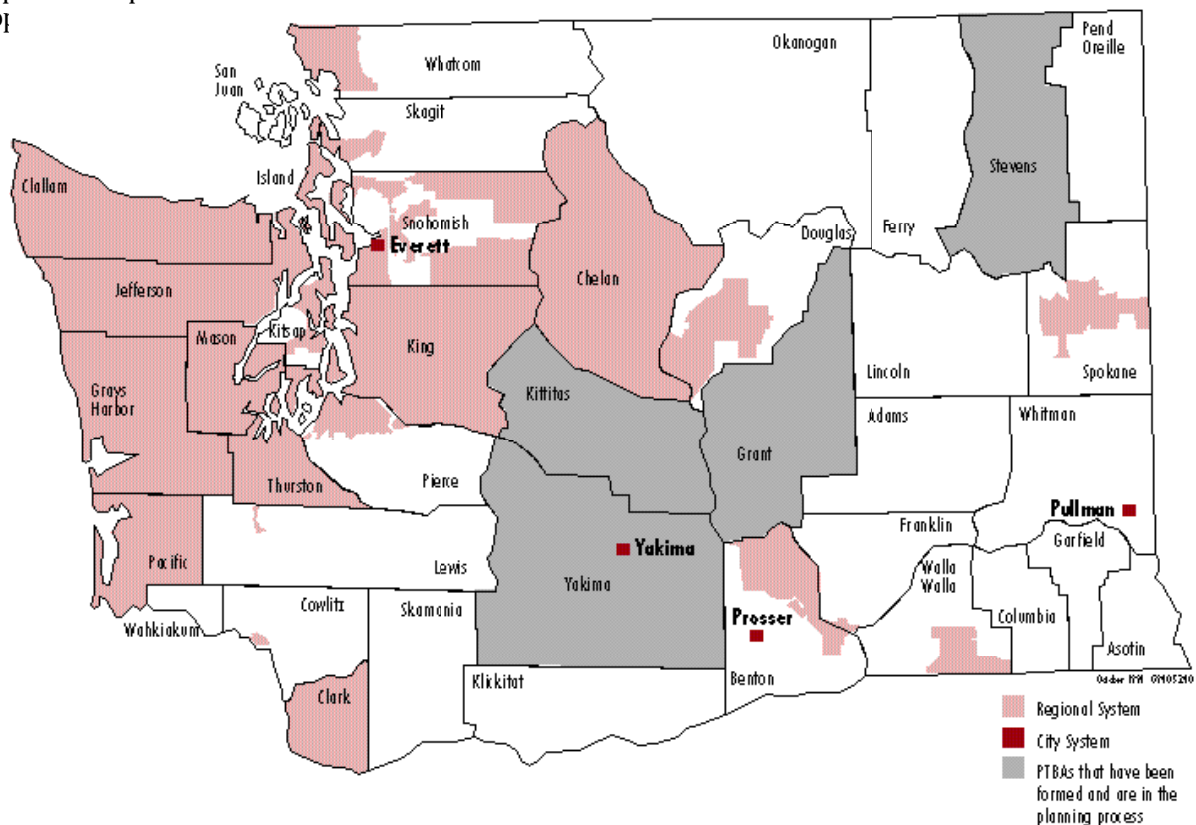 Okanogan
Pend
Oreille
San
Juan
Whatcom
Skagit
Stevens
Clallam
Island
Snohomish
Everett
Douglas
Ferry
Chelan
Jefferson
Mason
Kitsap
King
Lincoln
Spokane
Grays
Harbor
Kittitas
Adams
Whitman
Grant
Thurston
Pierce
Pullman
Franklin
Garfield
Yakima
Pacific
Lewis
Yakima
Walla
Walla
Cowlitz
Skamania
Columbia
Wahkiakum
Prosser
Asotin
Klickitat
Benton
Clark
October
Regional System
City System
PTBAs that have been
formed and are in the
planning process